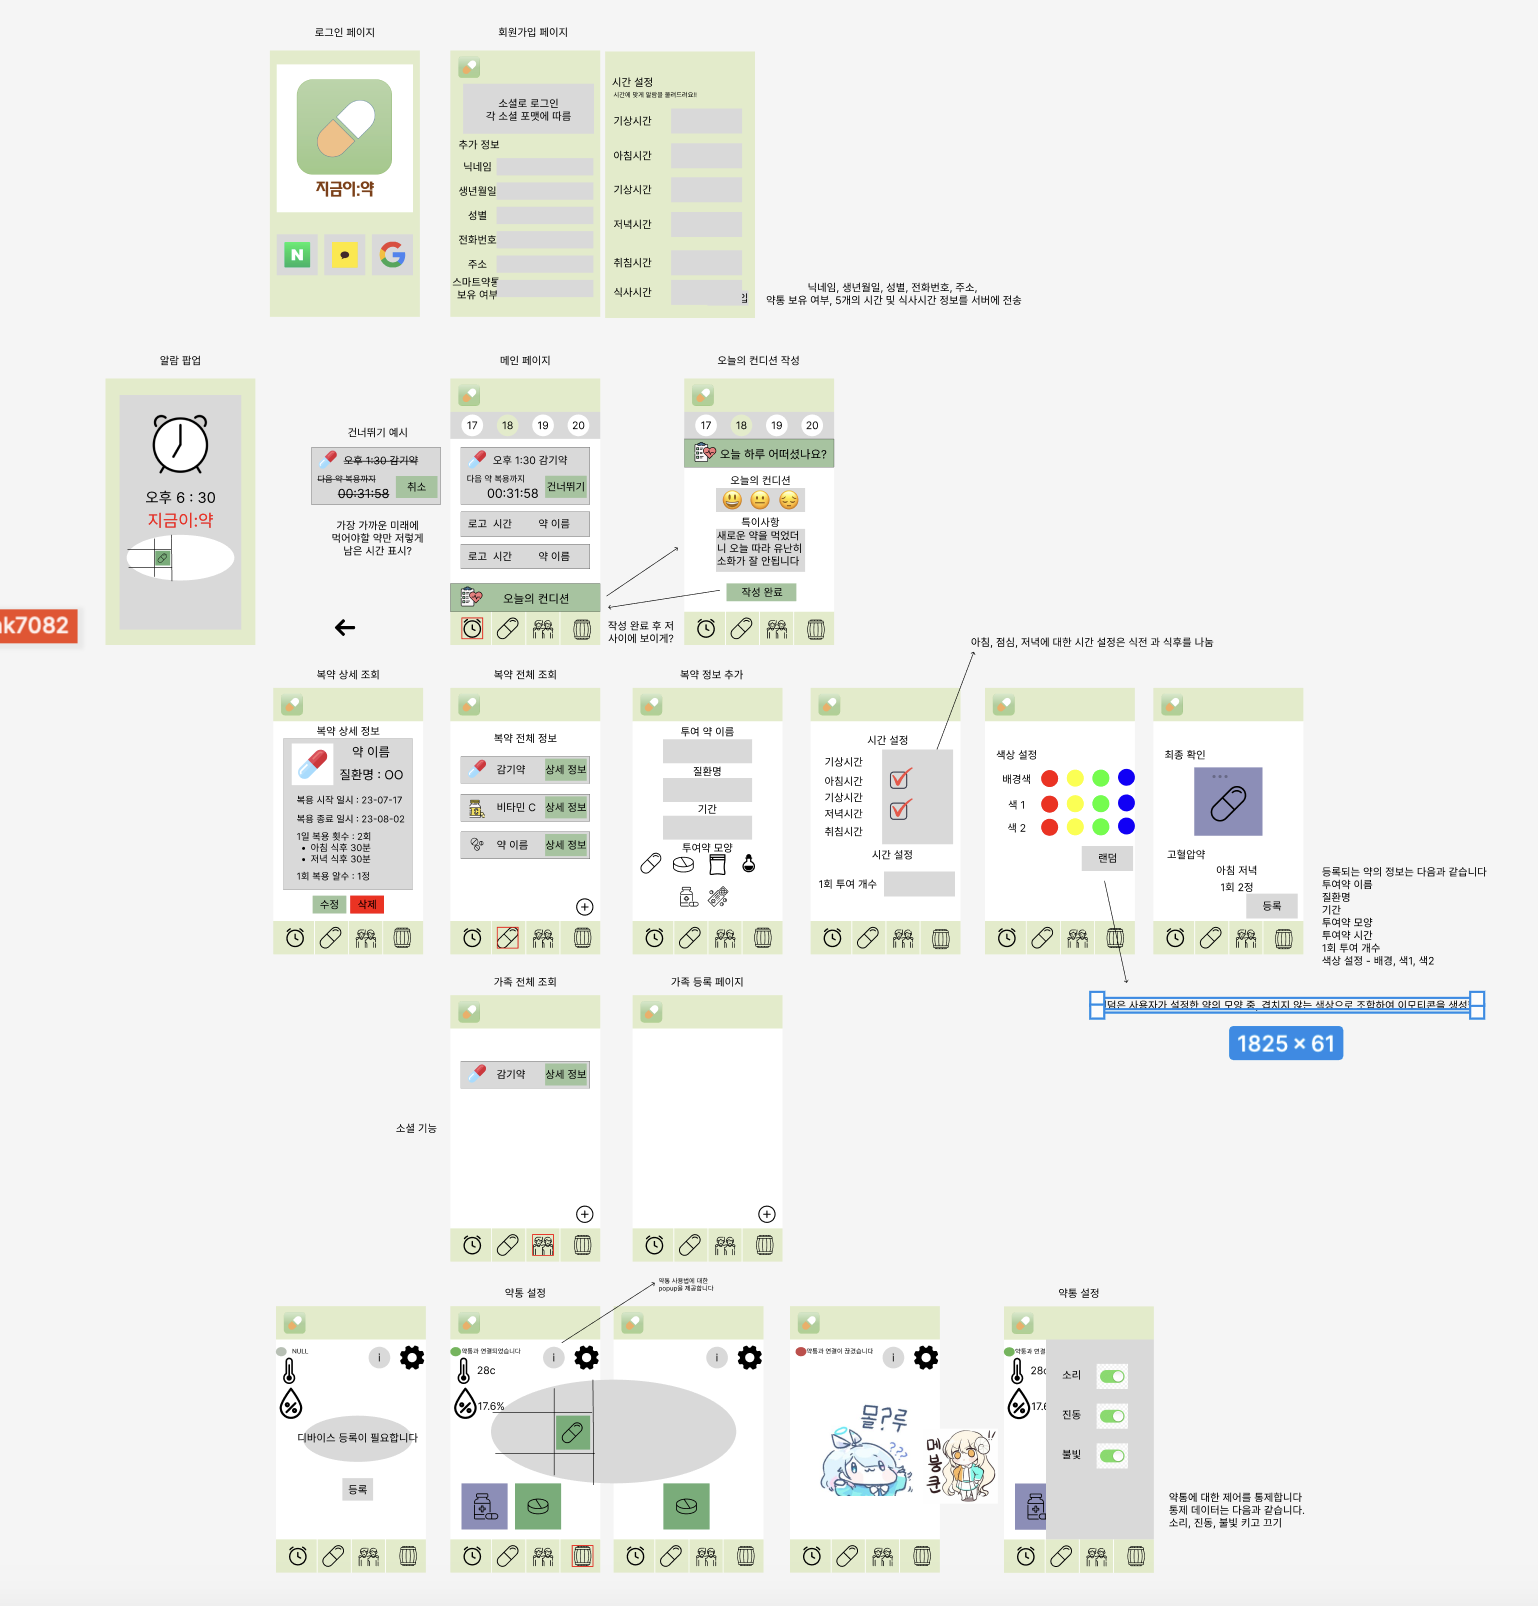 로그인 페이지
지금이:약
N
회원가입 페이지
소셜로 로그인
각 소셜 포맷에 따름
추가 정보
닉네임
생년월일
성별
전화번호
주소
스마트약통
보유 여부
시간 설정
시간에 맞게 알람을 울려드려요!!
기상시간
아침시간
기상시간
저녁시간
취침시간
식사시간
입
닉네임, 생년월일, 성별, 전화번호, 주소,
약통 보유 여부, 5개의 시간 및 식사시간 정보를 서버에 전송
알람 팝업
오후 6 : 30
지금이:약
건너뛰기 예시
오후 1:30 감기약
다음 약 복용까지
00:31:58
취소
가장 가까운 미래에
먹어야할 약만 저렇게
남은 시간 표시?
메인 페이지
17 18 19 20
오후 1:30 감기약
다음 약 복용까지
00:31:58
건너뛰기
로고 시간 약 이름
로고 시간 약 이름
오늘의 컨디션
오늘의 컨디션 작성
17 18 19 20
오늘 하루 어떠셨나요?
오늘의 컨디션
특이사항
새로운 약을 먹었더
니 오늘 따라 유난히
소화가 잘 안됩니다
작성 완료
작성 완료 후 저
사이에 보이게?
nk7082
아침, 점심, 저녁에 대한 시간 설정은 식전 과 식후를 나눔
복약 상세 조회
복약 상세 정보
약 이름
질환명 : OO
복용 시작 일시 : 23-07-17
복용 종료 일시 : 23-08-02
1일 복용 횟수 : 2회
• 아침 식후 30분
• 저녁 식후 30분
1회 복용 알수 : 1정
수정
삭제
복약 전체 조회
복약 전체 정보
감기약 상세 정보
비타민 C 상세 정보
약 이름 상세 정보
복약 정보 추가
투여 약 이름
질환명
기간
투여약 모양
시간 설정
기상시간
아침시간
기상시간
저녁시간
취침시간
시간 설정
1회 투여 개수
색상 설정
배경색
색 1
색 2
랜덤
최종 확인
고혈압약
아침 저녁
1회 2정
등록
등록되는 약의 정보는 다음과 같습니다
투여약 이름
질환명
기간
투여약 모양
투여약 시간
1회 투여 개수
색상 설정 - 배경, 색1, 색2
덤은 사용자가 설정한 약의 모양 중, 겹치지 않는 색상으로 조합하여 이모티콘을 생성
1825 × 61
가족 전체 조회
감기약 상세 정보
가족 등록 페이지
소셜 기능
NULL
i
디바이스 등록이 필요합니다
등록
약통 설정
약통과 연결되었습니다
i
28c
17.6%
약통 사용법에 대한
popup을 제공합니다
i
약통과 연결이 끊겼습니다
i
몰?루
???
메
붕
쿤
약통 설정
약통과 연결
28c
17.6
소리
진동
불빛
약통에 대한 제어를 통제합니다
통제 데이터는 다음과 같습니다.
소리, 진동, 불빛 키고 끄기